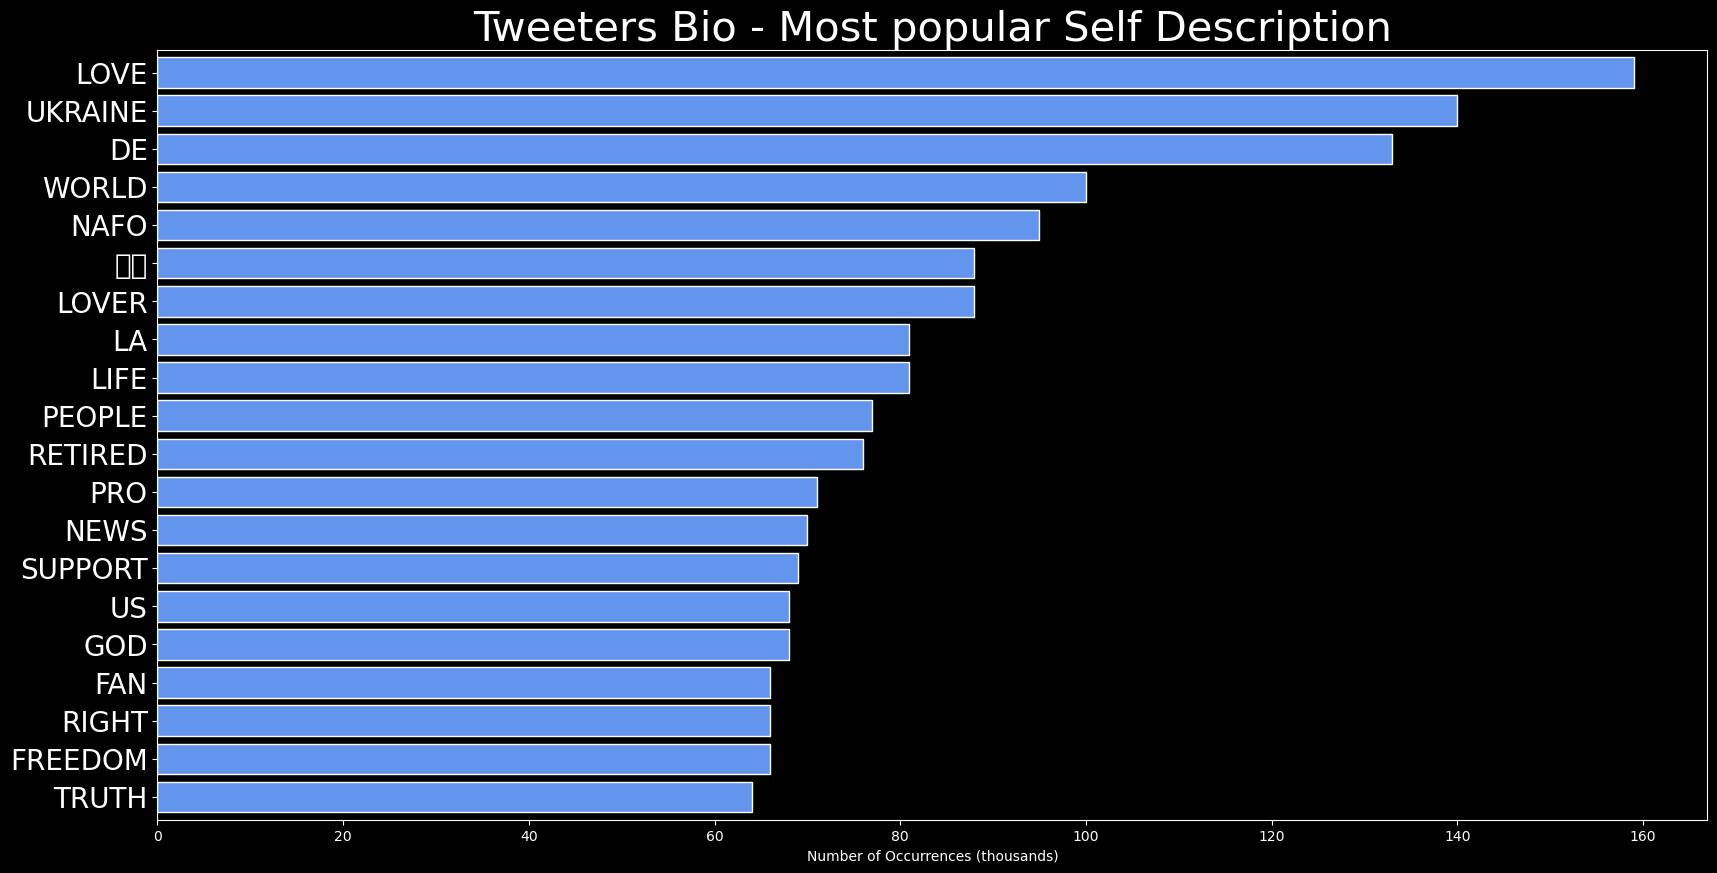 Tweeters Bio - Most popular Self Description
LOVE
UKRAINE
DE
WORLD
NAFO
LOVER
LA
LIFE
PEOPLE
RETIRED
PRO
NEWS
SUPPORT
US
GOD
FAN
RIGHT
FREEDOM
TRUTH
0 20 40 60 80 100 120 140 160
Number of Occurrences (thousands)